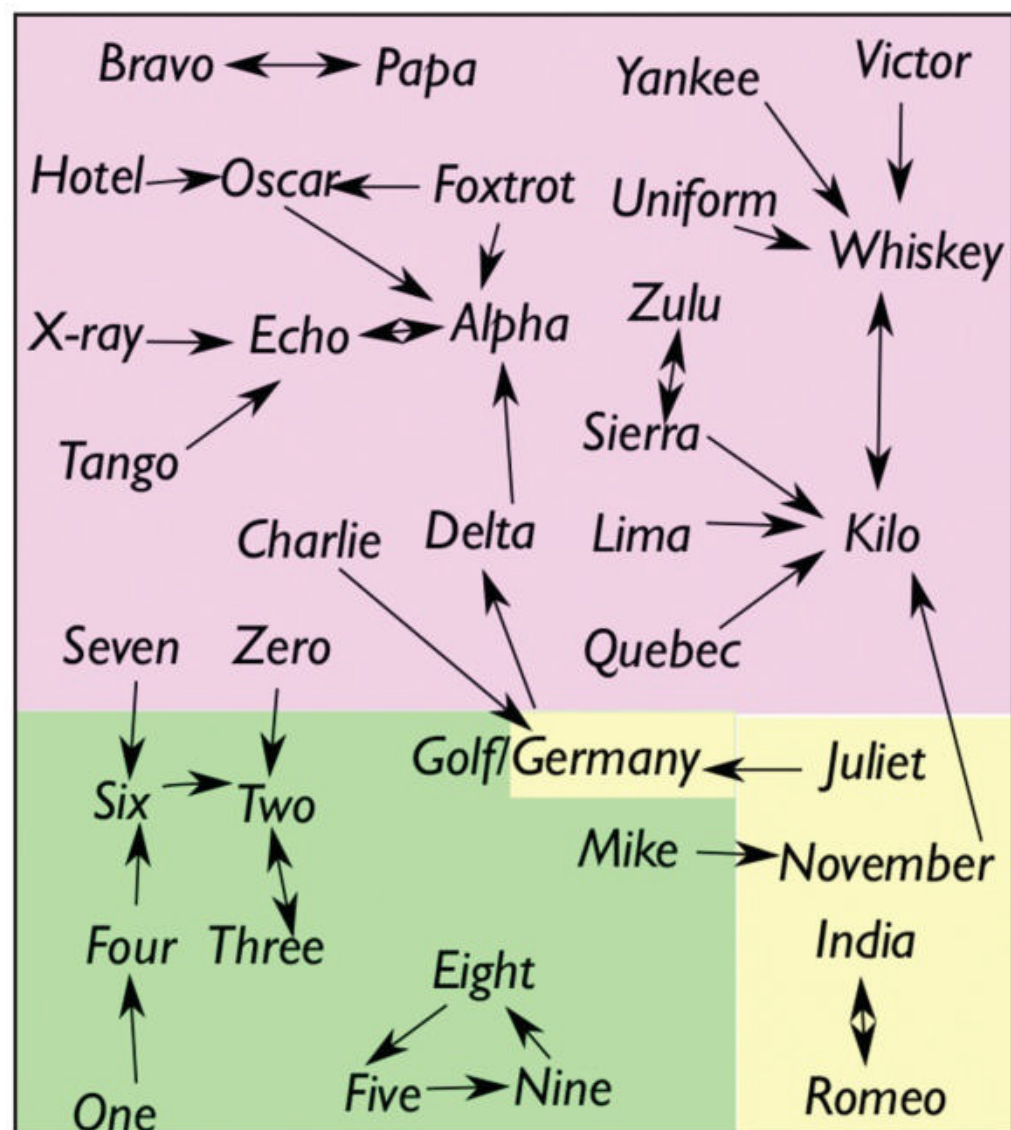 Bravo Papa
Yankee
Victor
Hotel Oscar Foxtrot
Uniform
Whiskey
Zulu
X-ray Echo Alpha
Sierra
Tango
Charlie Delta
Lima Kilo
Seven Zero
Quebec
Golf/Germany Juliet
Six Two
Mike November
Four Three
India
Eight
Five Nine
Romeo
One